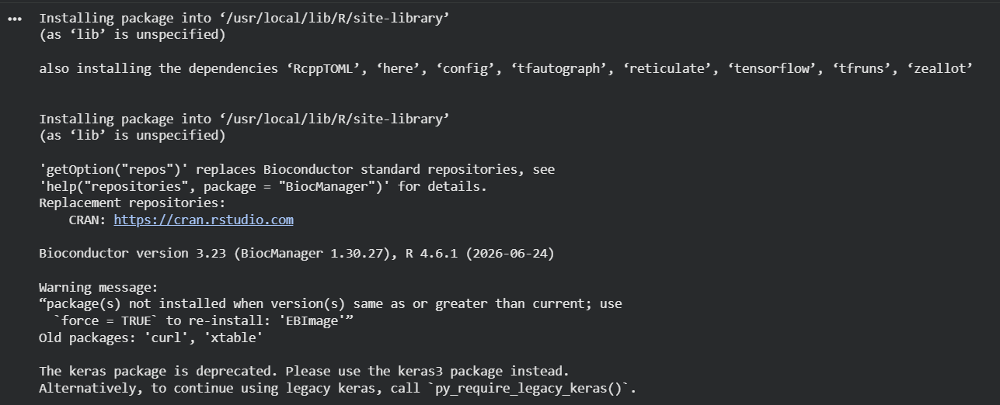 Installing package into ‘/usr/local/lib/R/site-library’
(as ‘lib’ is unspecified)
also installing the dependencies ‘RcppTOML’, ‘here’, ‘config’, ‘tfautograph’, ‘reticulate’, ‘tensorflow’, ‘tfruns’, ‘zeallot’
Installing package into ‘/usr/local/lib/R/site-library’
(as ‘lib’ is unspecified)
'getOption("repos")' replaces Bioconductor standard repositories, see
'help("repositories", package = "BiocManager")' for details.
Replacement repositories:
    CRAN: https://cran.rstudio.com
Bioconductor version 3.23 (BiocManager 1.30.27), R 4.6.1 (2026-06-24)
Warning message:
“package(s) not installed when version(s) same as or greater than current; use
  `force = TRUE` to re-install: 'EBImage'”
Old packages: 'curl', 'xtable'
The keras package is deprecated. Please use the keras3 package instead.
Alternatively, to continue using legacy keras, call `py_require_legacy_keras()`.